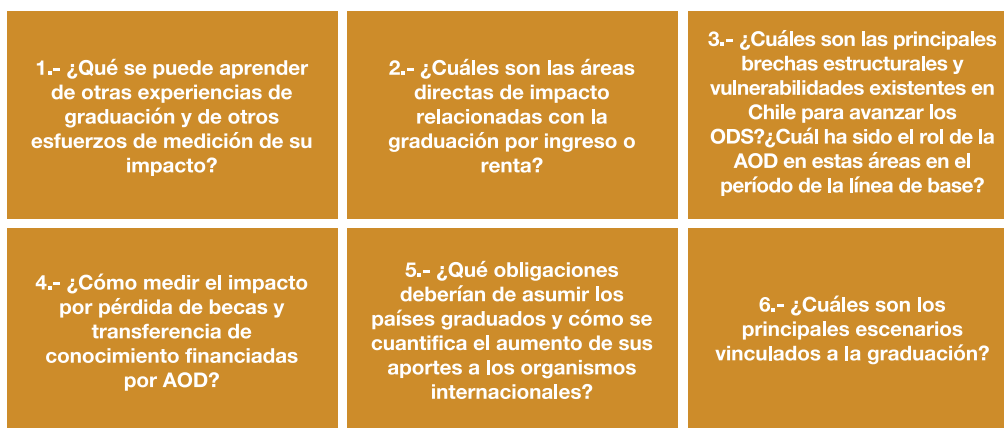 1.- ¿Qué se puede aprender
de otras experiencias de
graduación y de otros
esfuerzos de medición de su
impacto?
2.- ¿Cuáles son las áreas
directas de impacto
relacionadas con la
graduación por ingreso o
renta?
3.- ¿Cuáles son las principales
brechas estructurales y
vulnerabilidades existentes en
Chile para avanzar los
ODS?¿Cuál ha sido el rol de la
AOD en estas áreas en el
período de la línea de base?
4.- ¿Cómo medir el impacto
por pérdida de becas y
transferencia de
conocimiento financiadas
por AOD?
5.- ¿Qué obligaciones
deberían de asumir los
países graduados y cómo se
cuantifica el aumento de sus
aportes a los organismos
internacionales?
6.- ¿Cuáles son los
principales escenarios
vinculados a la graduación?